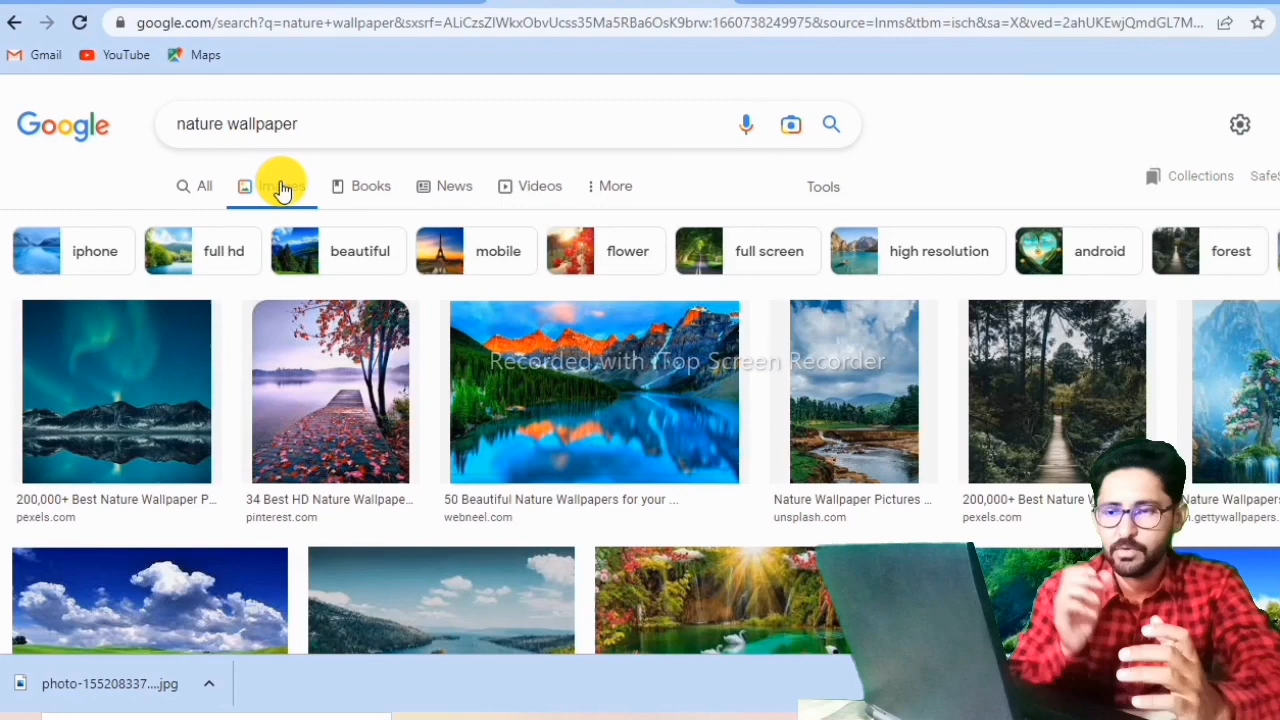 google.com/search?q=nature+wallpaper&sxsrf=ALiCzsZIWkxObvUcss35Ma5RBa6OsK9brw:1660738249975&source=lnms&tbm=isch&sa=X&ved=2ahUKEwjQmdGL7M...
Gmail YouTube Maps
Google
nature wallpaper
All Images Books News Videos More Tools
Collections
iphone full hd beautiful mobile flower full screen high resolution android forest
Recorded with iTop Screen Recorder
200,000+ Best Nature Wallpaper P... 34 Best HD Nature Wallpape... 50 Beautiful Nature Wallpapers for your ... Nature Wallpaper Pictures ... 200,000+ Best Nature Nature Wallpapers
pexels.com pinterest.com webneel.com unsplash.com pexels.com
photo-155208337....jpg